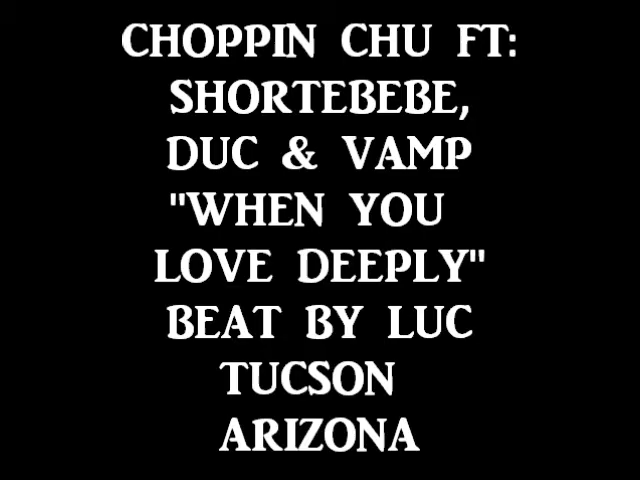 CHOPPIN CHU FT:
SHORTEBEBE,
DUC & VAMP
"WHEN YOU
LOVE DEEPLY"
BEAT BY LUC
TUCSON
ARIZONA